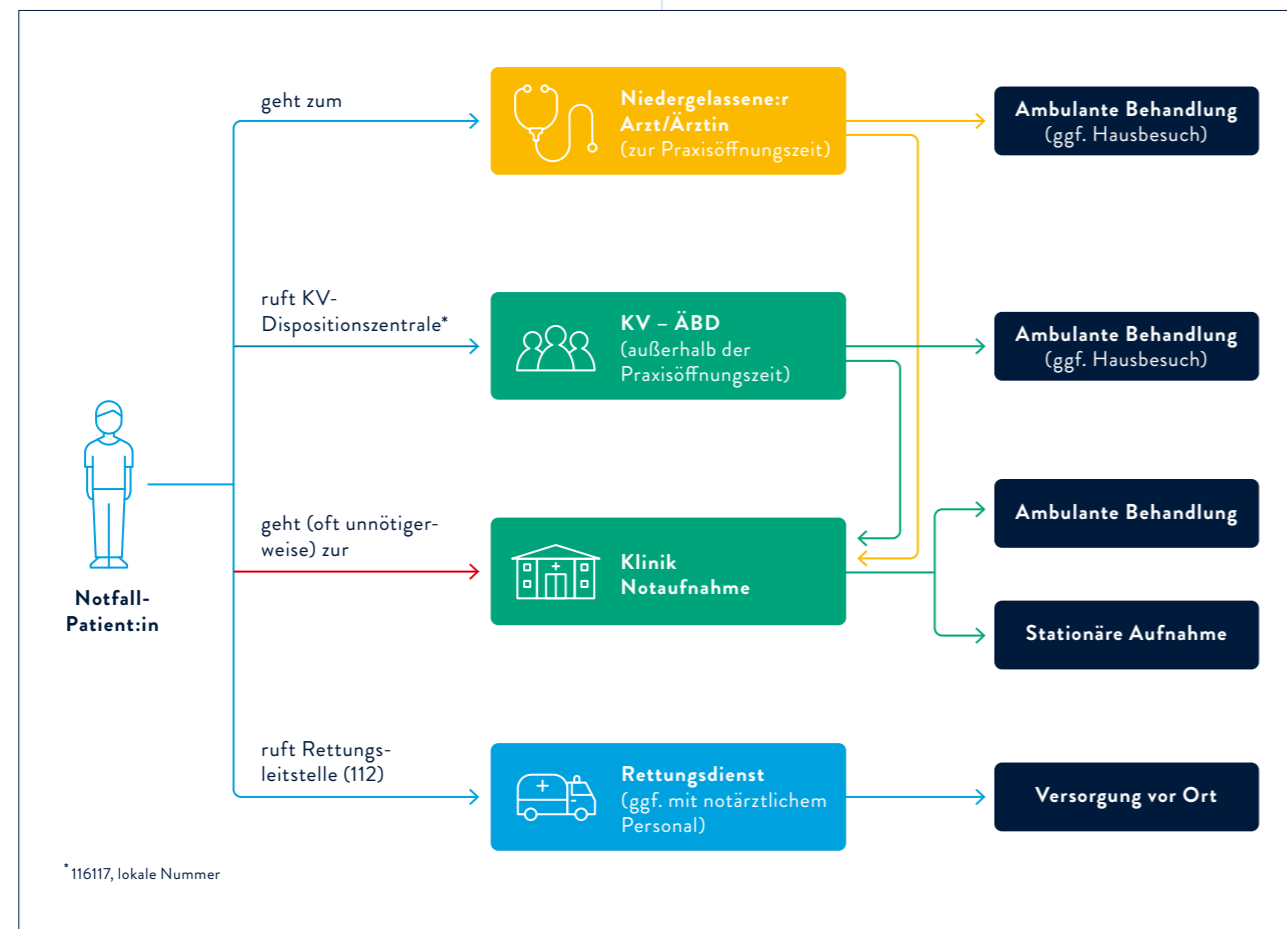 geht zum
Niedergelassene:r
Arzt/Ärztin
(zur Praxisöffnungszeit)
Ambulante Behandlung
(ggf. Hausbesuch)
ruft KV-
Dispositionszentrale*
KV – ÄBD
(außerhalb der
Praxisöffnungszeit)
Ambulante Behandlung
(ggf. Hausbesuch)
Notfall-
Patient:in
geht (oft unnötiger-
weise) zur
Klinik
Notaufnahme
Ambulante Behandlung
Stationäre Aufnahme
ruft Rettungs-
leitstelle (112)
Rettungsdienst
(ggf. mit notärztlichem
Personal)
Versorgung vor Ort
*116117, lokale Nummer